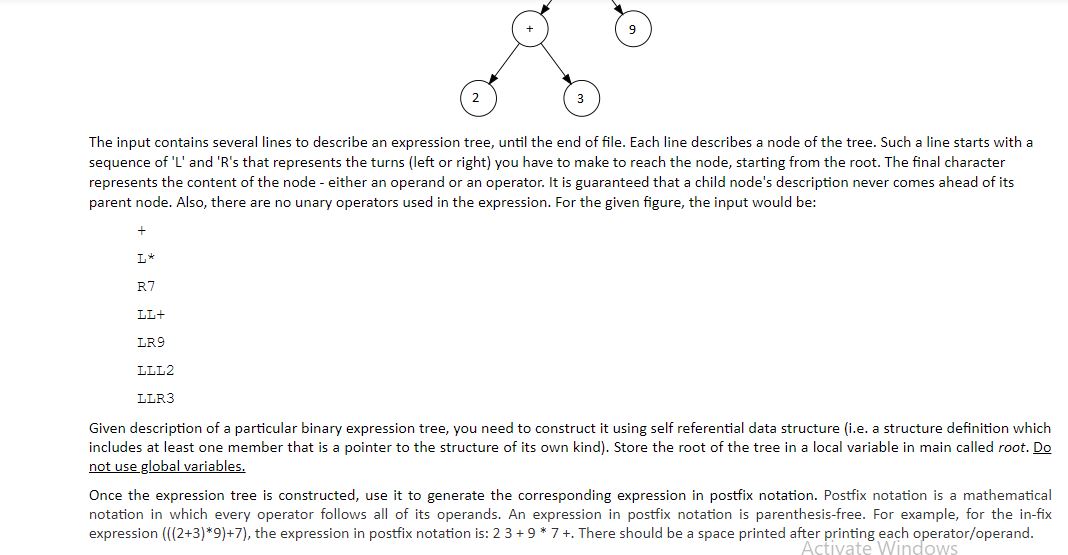 +
9
2
3
The input contains several lines to describe an expression tree, until the end of file. Each line describes a node of the tree. Such a line starts with a
sequence of 'L' and 'R's that represents the turns (left or right) you have to make to reach the node, starting from the root. The final character
represents the content of the node - either an operand or an operator. It is guaranteed that a child node's description never comes ahead of its
parent node. Also, there are no unary operators used in the expression. For the given figure, the input would be:
+
L*
R7
LL+
LR9
LLL2
LLR3
Given description of a particular binary expression tree, you need to construct it using self referential data structure (i.e. a structure definition which
includes at least one member that is a pointer to the structure of its own kind). Store the root of the tree in a local variable in main called root. Do
not use global variables.
Once the expression tree is constructed, use it to generate the corresponding expression in postfix notation. Postfix notation is a mathematical
notation in which every operator follows all of its operands. An expression in postfix notation is parenthesis-free. For example, for the in-fix
expression (((2+3)*9)+7), the expression in postfix notation is: 2 3 + 9 * 7 +. There should be a space printed after printing each operator/operand.
Activate Windows